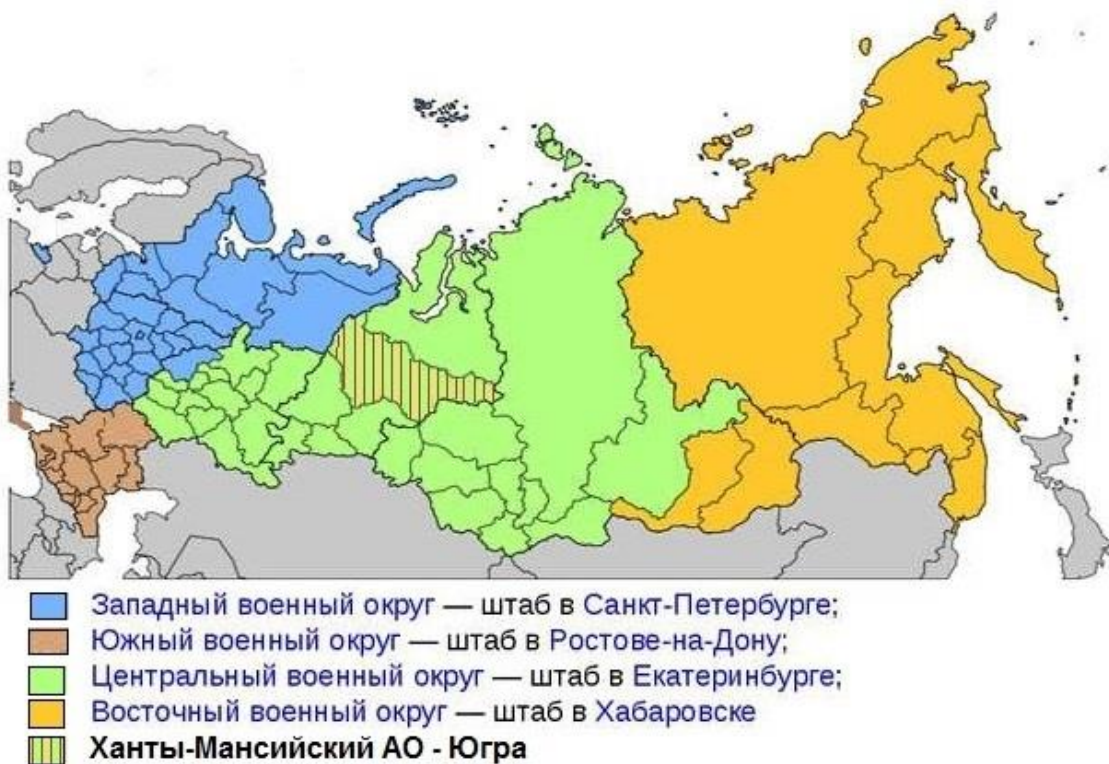 Западный военный округ — штаб в Санкт-Петербурге;
Южный военный округ — штаб в Ростове-на-Дону;
Центральный военный округ — штаб в Екатеринбурге;
Восточный военный округ — штаб в Хабаровске
Ханты-Мансийский АО - Югра